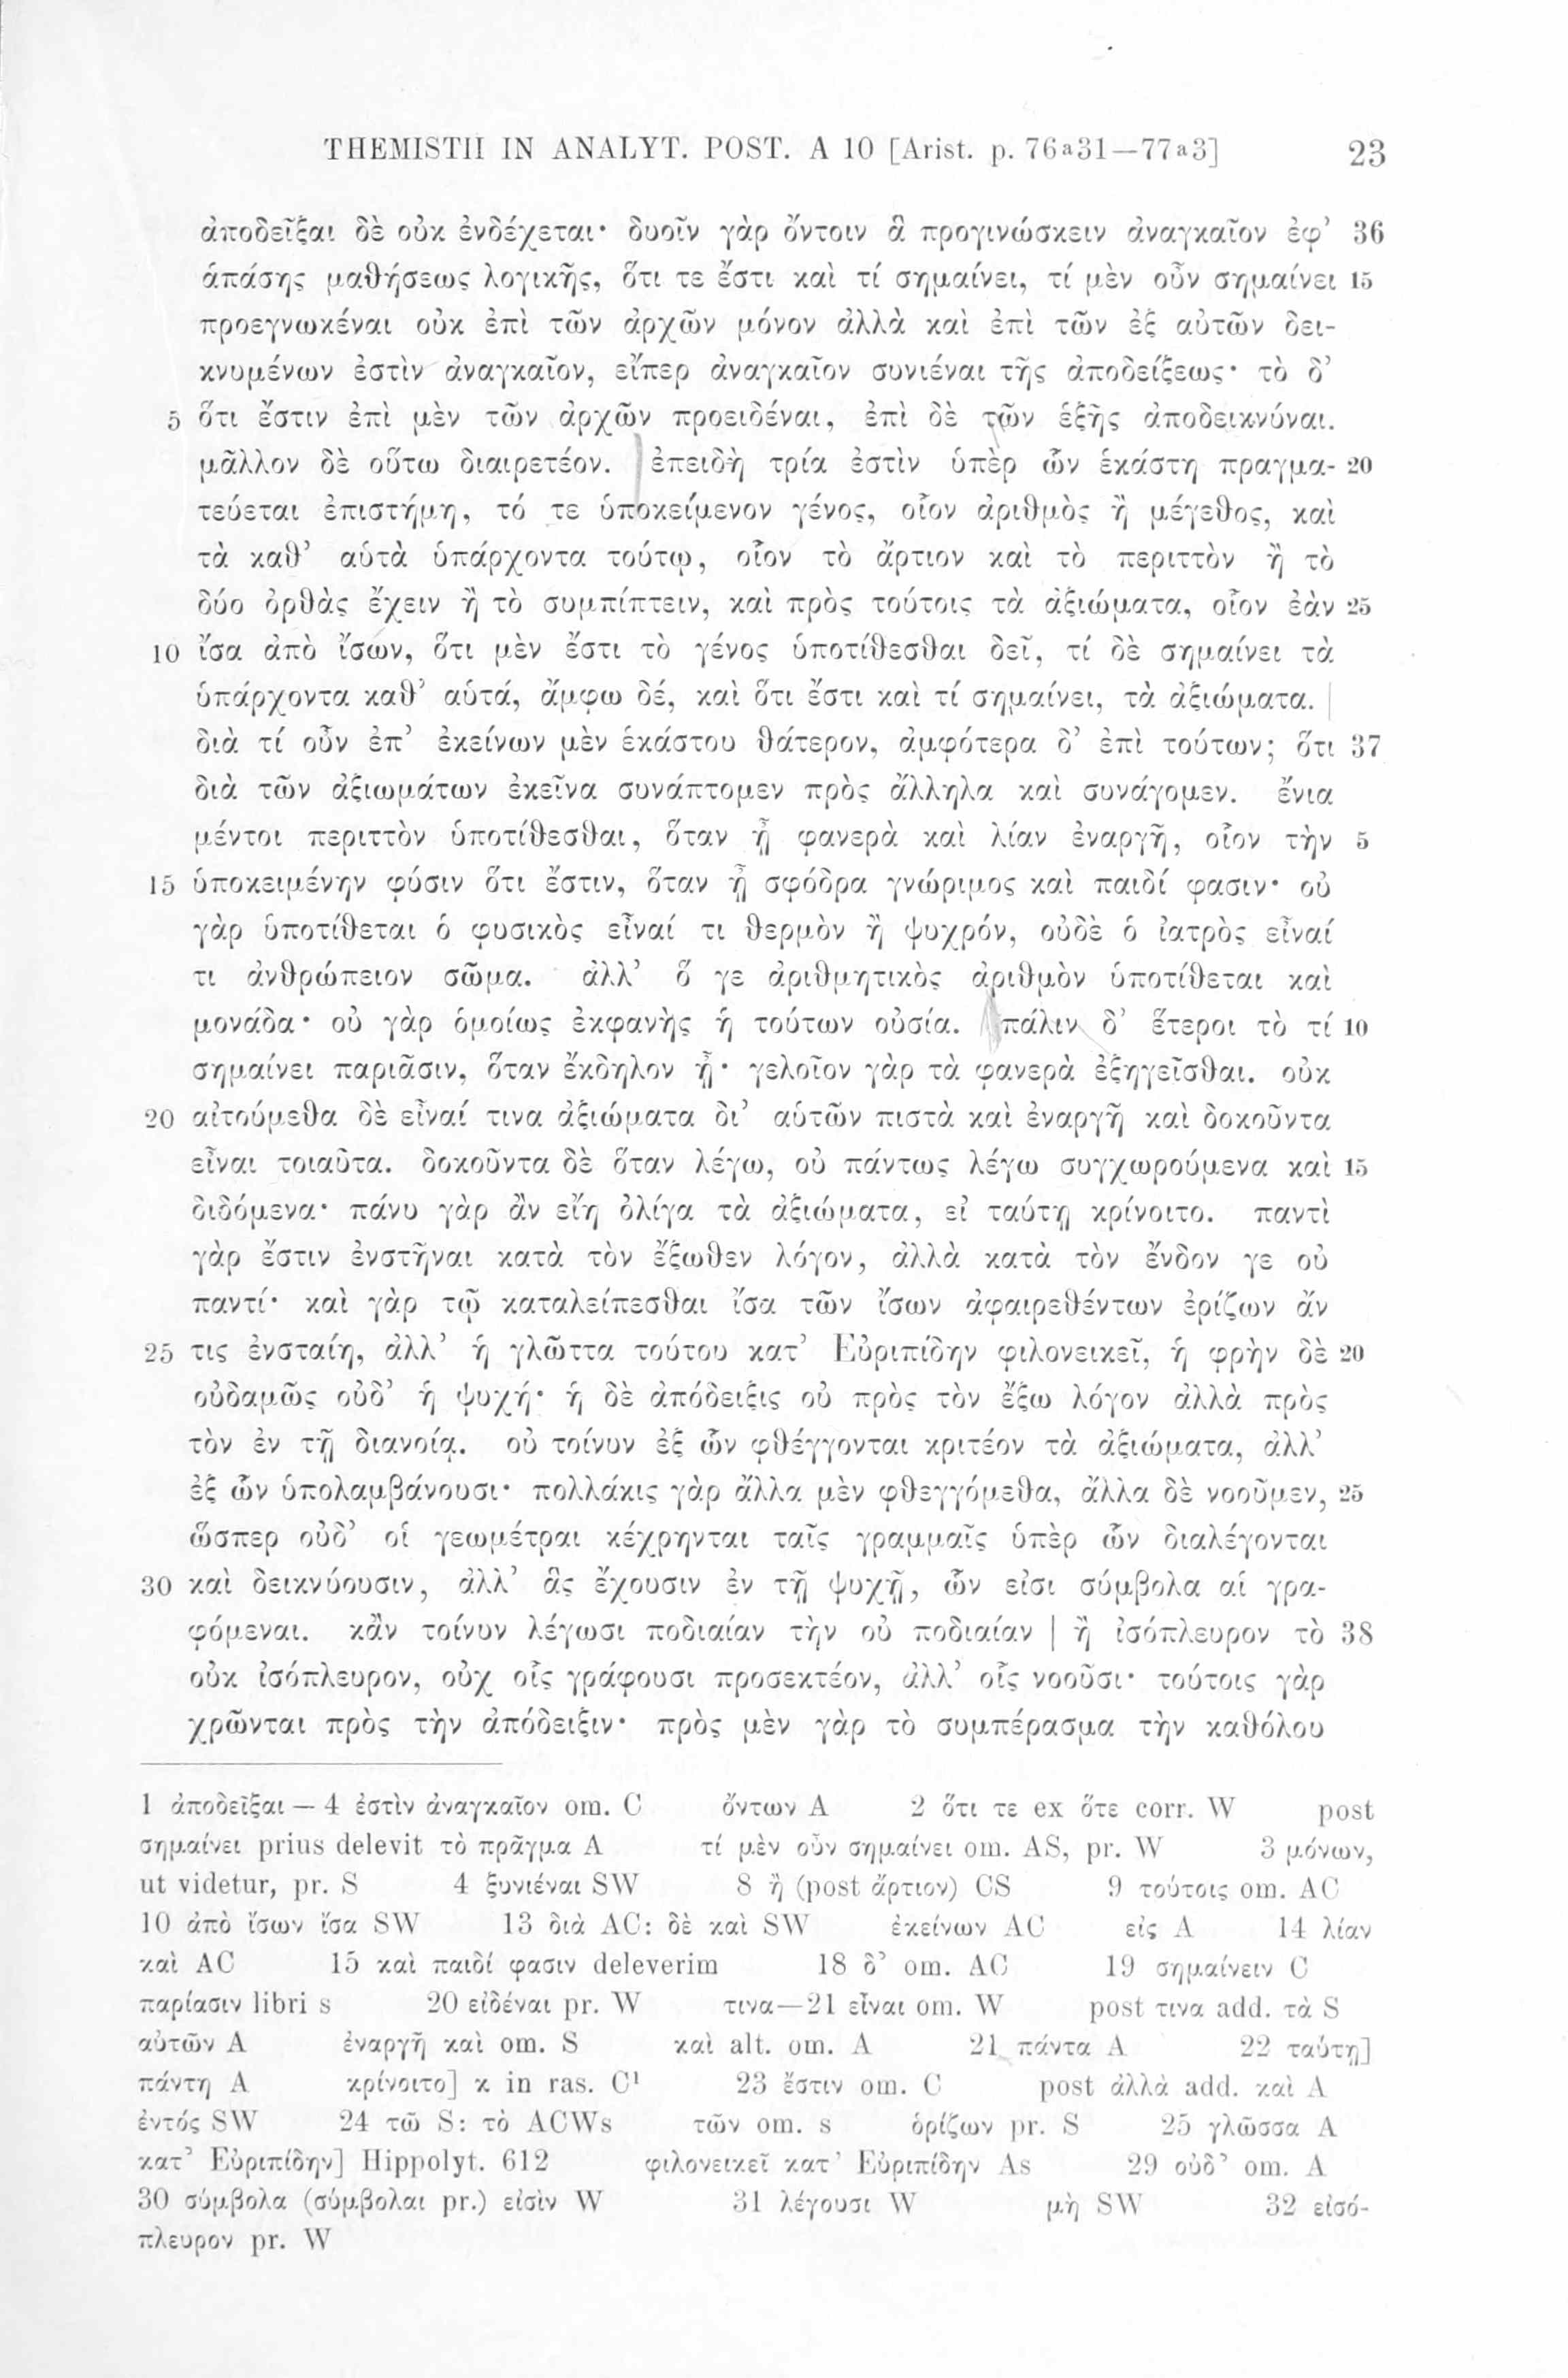 THEMISTII IN ANALYT. POST. A 10 [Arist. p. 76a31—77a3] 23
ἀποδεῖξαι δὲ οὐκ ἐνδέχεται· δυοῖν γὰρ ὄντοιν ἃ προγινώσκειν ἀναγκαῖον ἐφ’ 36
ἁπάσης μαθήσεως λογικῆς, ὅτι τε ἔστι καὶ τί σημαίνει, τί μὲν οὖν σημαίνει 15
προεγνωκέναι οὐκ ἐπὶ τῶν ἀρχῶν μόνον ἀλλὰ καὶ ἐπὶ τῶν ἐξ αὐτῶν δει-
κνυμένων ἐστὶν ἀναγκαῖον, εἴπερ ἀναγκαῖον συνιέναι τῆς ἀποδείξεως· τὸ δ’
5 ὅτι ἔστιν ἐπὶ μὲν τῶν ἀρχῶν προειδέναι, ἐπὶ δὲ τῶν ἑξῆς ἀποδεικνύναι.
μᾶλλον δὲ οὕτω διαιρετέον. ἐπειδὴ τρία ἐστὶν ὑπὲρ ὧν ἑκάστη πραγμα- 20
τεύεται ἐπιστήμη, τό τε ὑποκείμενον γένος, οἷον ἀριθμὸς ἢ μέγεθος, καὶ
τὰ καθ’ αὑτὰ ὑπάρχοντα τούτῳ, οἷον τὸ ἄρτιον καὶ τὸ περιττὸν ἢ τὸ
δύο ὀρθὰς ἔχειν ἢ τὸ συμπίπτειν, καὶ πρὸς τούτοις τὰ ἀξιώματα, οἷον ἐὰν 25
10 ἴσα ἀπὸ ἴσων, ὅτι μὲν ἔστι τὸ γένος ὑποτίθεσθαι δεῖ, τί δὲ σημαίνει τὰ
ὑπάρχοντα καθ’ αὑτά, ἄμφω δέ, καὶ ὅτι ἔστι καὶ τί σημαίνει, τὰ ἀξιώματα. |
διὰ τί οὖν ἐπ’ ἐκείνων μὲν ἑκάστου θάτερον, ἀμφότερα δ’ ἐπὶ τούτων; ὅτι 37
διὰ τῶν ἀξιωμάτων ἐκεῖνα συνάπτομεν πρὸς ἄλληλα καὶ συνάγομεν. ἔνια
μέντοι περιττὸν ὑποτίθεσθαι, ὅταν ᾖ φανερὰ καὶ λίαν ἐναργῆ, οἷον τὴν 5
15 ὑποκειμένην φύσιν ὅτι ἔστιν, ὅταν ᾖ σφόδρα γνώριμος καὶ παιδί φασιν· οὐ
γὰρ ὑποτίθεται ὁ φυσικὸς εἶναί τι θερμὸν ἢ ψυχρόν, οὐδὲ ὁ ἰατρὸς εἶναί
τι ἀνθρώπειον σῶμα. ἀλλ’ ὅ γε ἀριθμητικὸς ἀριθμὸν ὑποτίθεται καὶ
μονάδα· οὐ γὰρ ὁμοίως ἐκφανὴς ἡ τούτων οὐσία. πάλιν δ’ ἕτεροι τὸ τί 10
σημαίνει παριᾶσιν, ὅταν ἔκδηλον ᾖ· γελοῖον γὰρ τὰ φανερὰ ἐξηγεῖσθαι. οὐκ
20 αἰτούμεθα δὲ εἶναί τινα ἀξιώματα δι’ αὑτῶν πιστὰ καὶ ἐναργῆ καὶ δοκοῦντα
εἶναι τοιαῦτα. δοκοῦντα δὲ ὅταν λέγω, οὐ πάντως λέγω συγχωρούμενα καὶ 15
διδόμενα· πάνυ γὰρ ἂν εἴη ὀλίγα τὰ ἀξιώματα, εἰ ταύτῃ κρίνοιτο. παντὶ
γὰρ ἔστιν ἐνστῆναι κατὰ τὸν ἔξωθεν λόγον, ἀλλὰ κατὰ τὸν ἔνδον γε οὐ
παντί· καὶ γὰρ τῷ καταλείπεσθαι ἴσα τῶν ἴσων ἀφαιρεθέντων ἐρίζων ἄν
25 τις ἐνσταίη, ἀλλ’ ἡ γλῶττα τούτου κατ’ Εὐριπίδην φιλονεικεῖ, ἡ φρὴν δὲ 20
οὐδαμῶς οὐδ’ ἡ ψυχή· ἡ δὲ ἀπόδειξις οὐ πρὸς τὸν ἔξω λόγον ἀλλὰ πρὸς
τὸν ἐν τῇ διανοίᾳ. οὐ τοίνυν ἐξ ὧν φθέγγονται κριτέον τὰ ἀξιώματα, ἀλλ’
ἐξ ὧν ὑπολαμβάνουσι· πολλάκις γὰρ ἄλλα μὲν φθεγγόμεθα, ἄλλα δὲ νοοῦμεν, 25
ὥσπερ οὐδ’ οἱ γεωμέτραι κέχρηνται ταῖς γραμμαῖς ὑπὲρ ὧν διαλέγονται
30 καὶ δεικνύουσιν, ἀλλ’ ἃς ἔχουσιν ἐν τῇ ψυχῇ, ὧν εἰσι σύμβολα αἱ γρα-
φόμεναι. κἂν τοίνυν λέγωσι ποδιαίαν τὴν οὐ ποδιαίαν | ἢ ἰσόπλευρον τὸ 38
οὐκ ἰσόπλευρον, οὐχ οἷς γράφουσι προσεκτέον, ἀλλ’ οἷς νοοῦσι· τούτοις γὰρ
χρῶνται πρὸς τὴν ἀπόδειξιν· πρὸς μὲν γὰρ τὸ συμπέρασμα τὴν καθόλου
1 ἀποδεῖξαι — 4 ἐστὶν ἀναγκαῖον om. C ὄντων A 2 ὅτι τε ex ὅτε corr. W post
σημαίνει prius delevit τὸ πρᾶγμα A τί μὲν οὖν σημαίνει om. AS, pr. W 3 μόνων,
ut videtur, pr. S 4 ξυνιέναι SW 8 ἢ (post ἄρτιον) CS 9 τούτοις om. AC
10 ἀπὸ ἴσων ἴσα SW 13 διὰ AC: δὲ καὶ SW ἐκείνων AC εἰς A 14 λίαν
καὶ AC 15 καὶ παιδί φασιν deleverim 18 δ’ om. AC 19 σημαίνειν C
παρίασιν libri s 20 εἰδέναι pr. W τινα—21 εἶναι om. W post τινα add. τὰ S
αὐτῶν A ἐναργῆ καὶ om. S καὶ alt. om. A 21 πάντα A 22 ταύτῃ]
πάντη A κρίνοιτο] κ in ras. C¹ 23 ἔστιν om. C post ἀλλὰ add. καὶ A
ἐντός SW 24 τῶ S: τὸ ACWs τῶν om. s ὁρίζων pr. S 25 γλῶσσα A
κατ’ Εὐριπίδην] Hippolyt. 612 φιλονεικεῖ κατ’ Εὐριπίδην As 29 οὐδ’ om. A
30 σύμβολα (σύμβολαι pr.) εἰσὶν W 31 λέγουσι W μὴ SW 32 εἰσό-
πλευρον pr. W